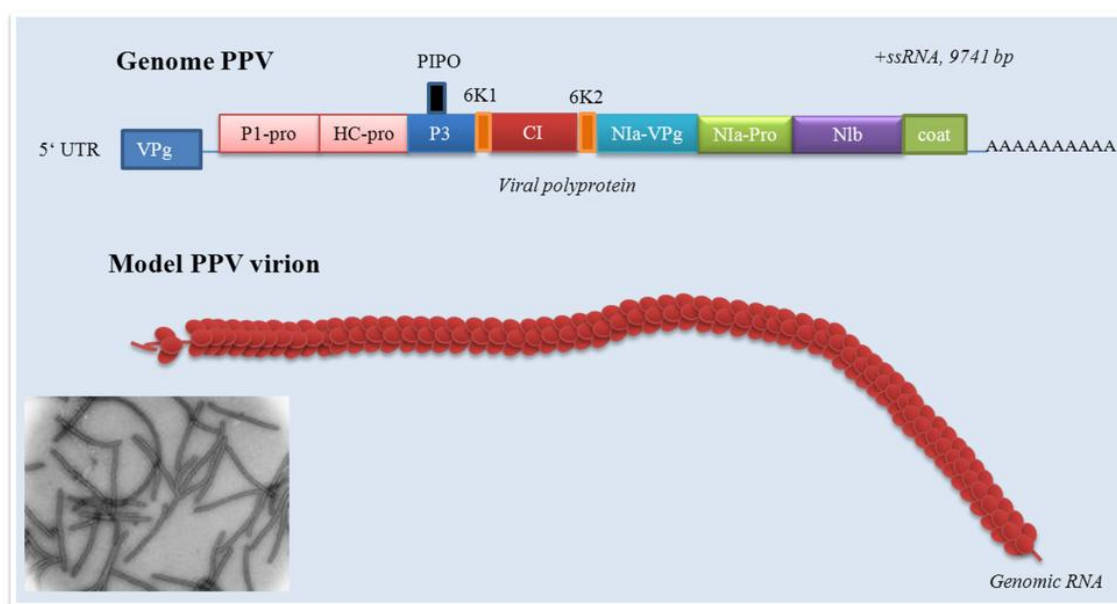 Genome PPV
+ssRNA, 9741 bp
PIPO
6K1
6K2
5‘ UTR
VPg
P1-pro
HC-pro
P3
CI
NIa-VPg
NIa-Pro
Nlb
coat
AAAAAAAAAA
Viral polyprotein
Model PPV virion
Genomic RNA